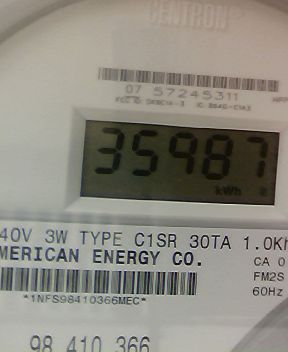 CENTRON®
07 57245311
35987
kWh
40V 3W TYPE C1SR 30TA 1.0Kh
MERICAN ENERGY CO.
CA 0
FM2S
60Hz
*1NFS98410366MEC*
98 410 366